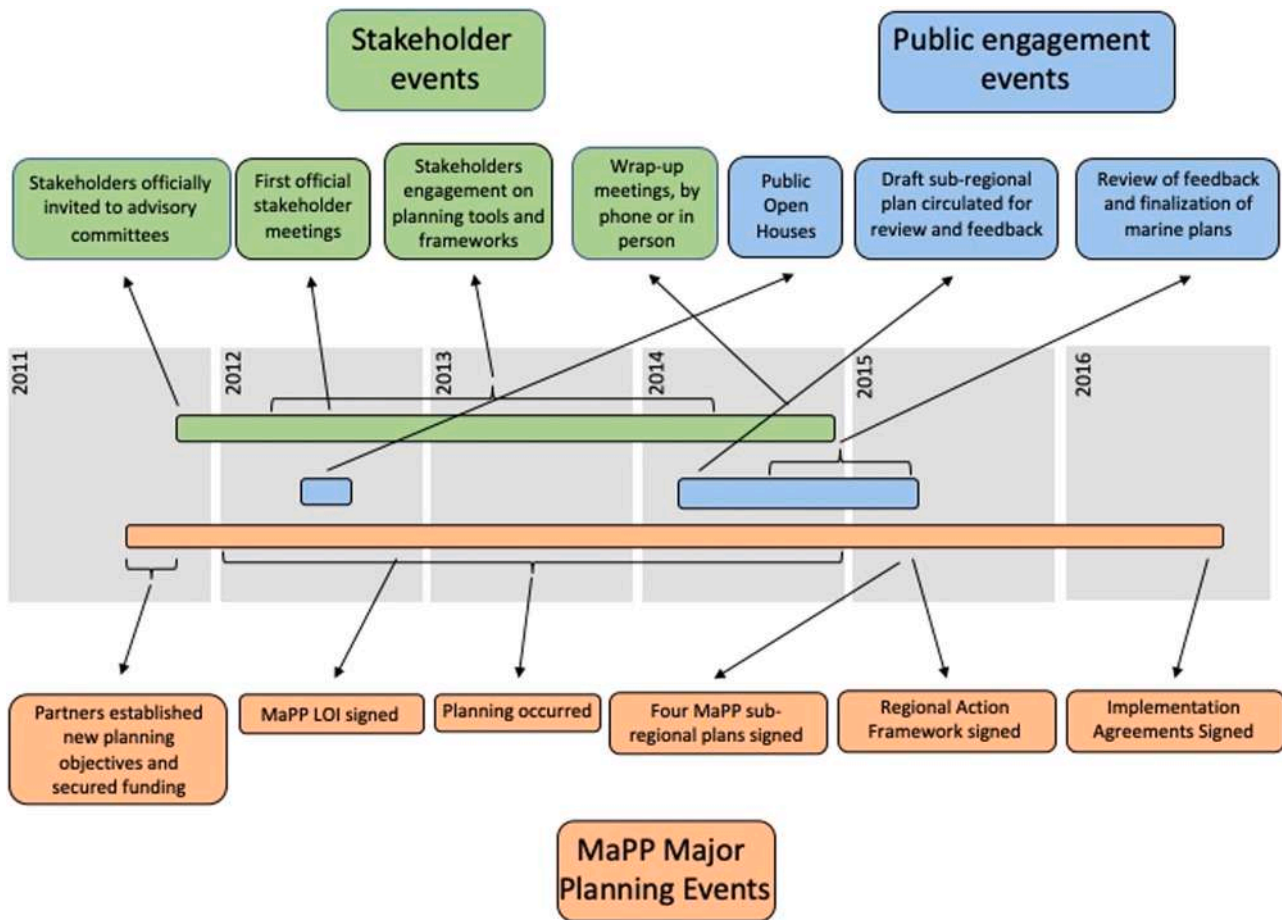 Stakeholder
events
Public engagement
events
Stakeholders officially
invited to advisory
committees
First official
stakeholder
meetings
Stakeholders
engagement on
planning tools and
frameworks
Wrap-up
meetings, by
phone or in
person
Public
Open
Houses
Draft sub-regional
plan circulated for
review and feedback
Review of feedback
and finalization of
marine plans
2011
2012
2013
2014
2015
2016
Partners established
new planning
objectives and
secured funding
MaPP LOI signed
Planning occurred
Four MaPP sub-
regional plans signed
Regional Action
Framework signed
Implementation
Agreements Signed
MaPP Major
Planning Events